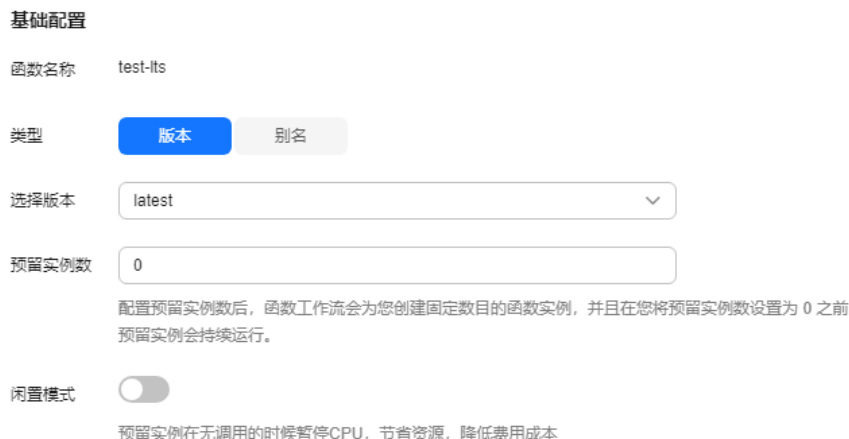 基础配置
函数名称 test-lts
类型 版本 别名
选择版本 latest
预留实例数 0
配置预留实例数后，函数工作流会为您创建固定数目的函数实例，并且在您将预留实例数设置为 0 之前
预留实例会持续运行。
闲置模式
预留实例在无调用的时候暂停CPU，节省资源，降低费用成本